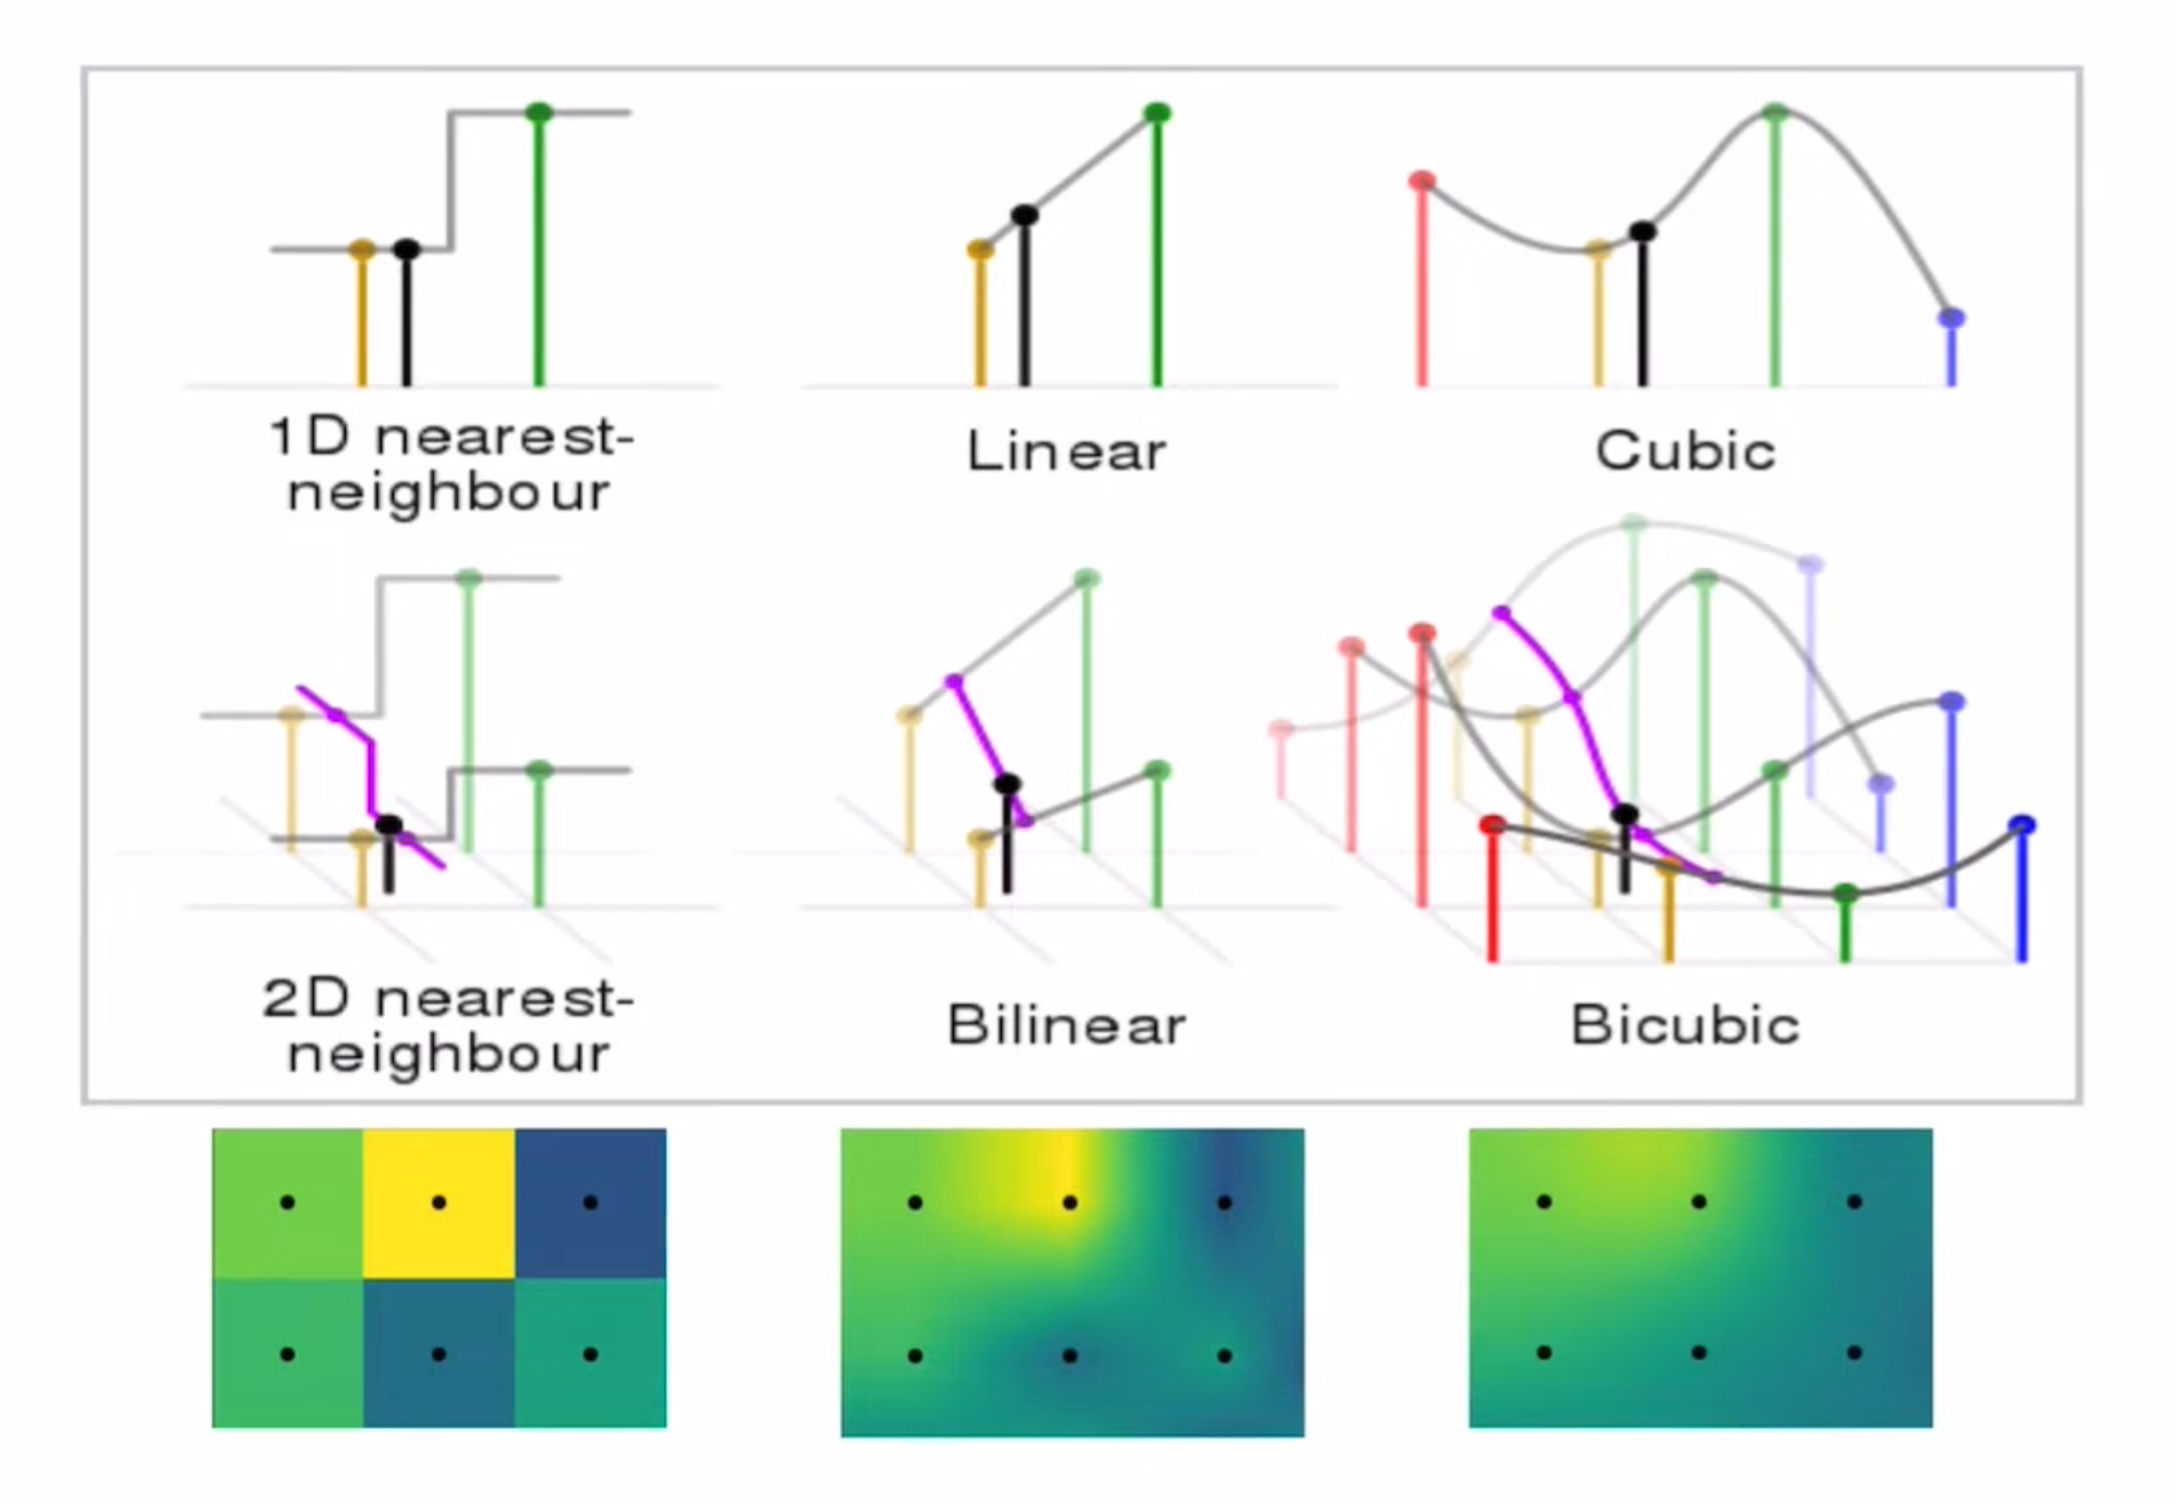 1D nearest-
neighbour
Linear
Cubic
2D nearest-
neighbour
Bilinear
Bicubic